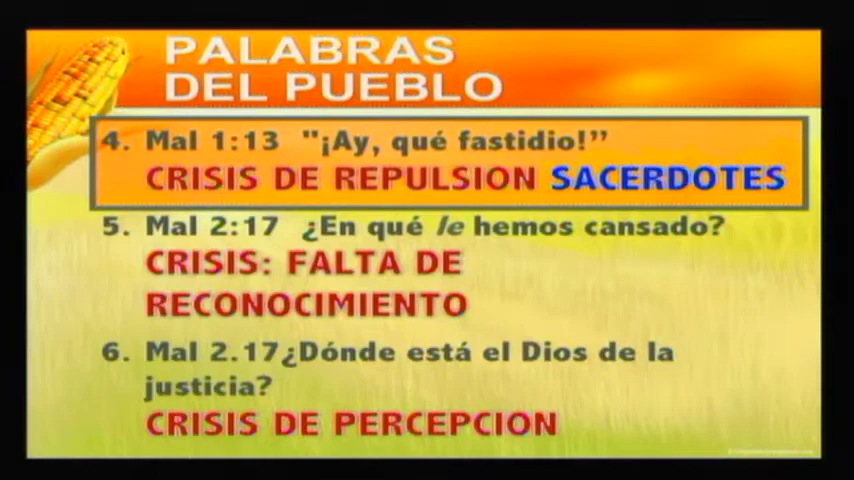 PALABRAS
DEL PUEBLO
4. Mal 1:13 "¡Ay, qué fastidio!”
CRISIS DE REPULSION SACERDOTES
5. Mal 2:17 ¿En qué le hemos cansado?
CRISIS: FALTA DE
RECONOCIMIENTO
6. Mal 2.17¿Dónde está el Dios de la
justicia?
CRISIS DE PERCEPCION